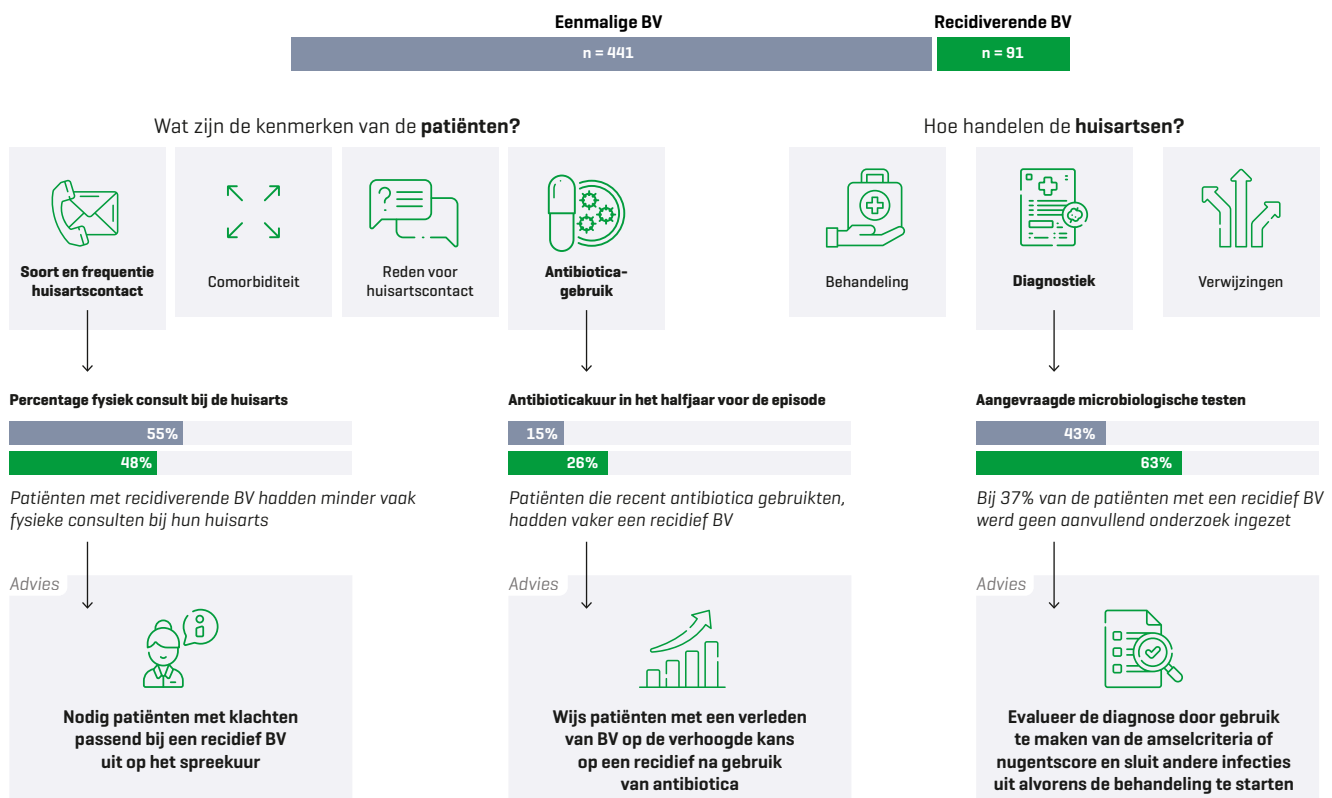 Eenmalige BV
Recidiverende BV
n = 441
n = 91
Wat zijn de kenmerken van de patiënten?
Hoe handelen de huisartsen?
Soort en frequentie
huisartscontact
Comorbiditeit
Reden voor
huisartscontact
Antibiotica-
gebruik
Behandeling
Diagnostiek
Verwijzingen
Percentage fysiek consult bij de huisarts
55%
48%
Patiënten met recidiverende BV hadden minder vaak
fysieke consulten bij hun huisarts
Antibioticakuur in het halfjaar voor de episode
15%
26%
Patiënten die recent antibiotica gebruikten,
hadden vaker een recidief BV
Aangevraagde microbiologische testen
43%
63%
Bij 37% van de patiënten met een recidief BV
werd geen aanvullend onderzoek ingezet
Advies
Nodig patiënten met klachten
passend bij een recidief BV
uit op het spreekuur
Advies
Wijs patiënten met een verleden
van BV op de verhoogde kans
op een recidief na gebruik
van antibiotica
Advies
Evalueer de diagnose door gebruik
te maken van de amselcriteria of
nugentscore en sluit andere infecties
uit alvorens de behandeling te starten